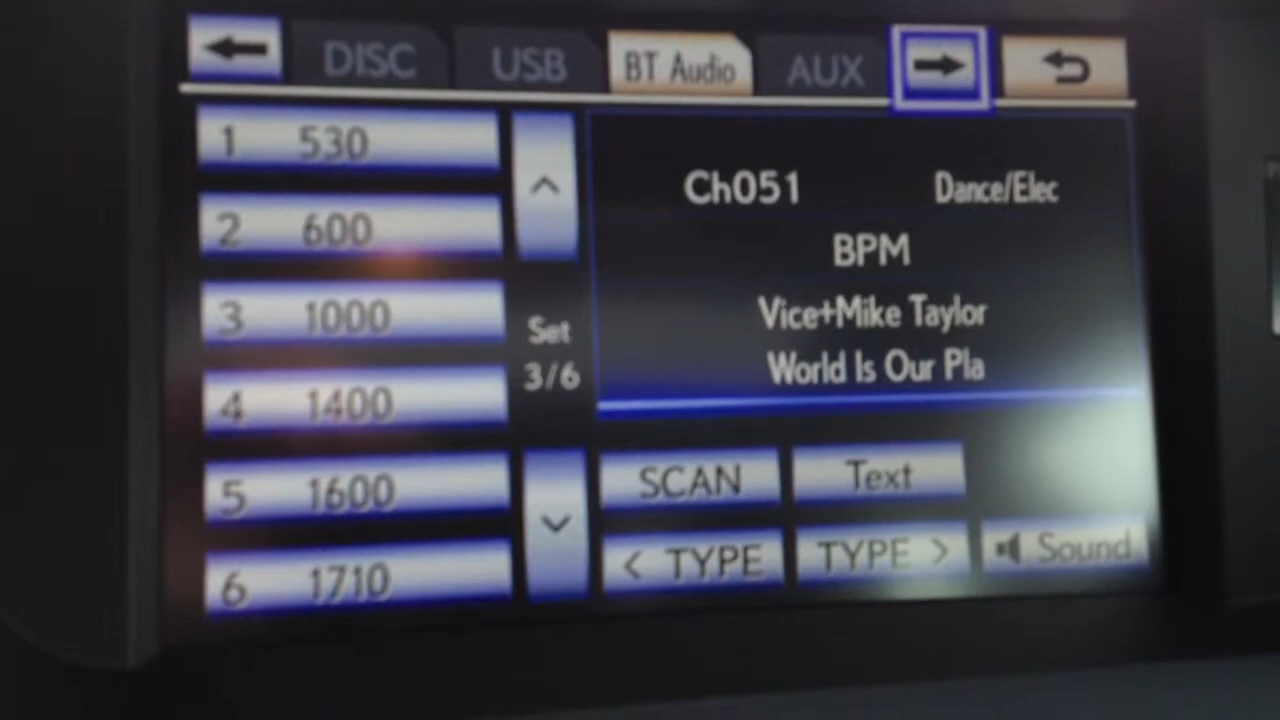 DISC USB BT Audio AUX
1 530
2 600
3 1000
4 1400
5 1600
6 1710
Set
3/6
Ch051 Dance/Elec
BPM
Vice+Mike Taylor
World Is Our Pla
SCAN Text
< TYPE TYPE > Sound